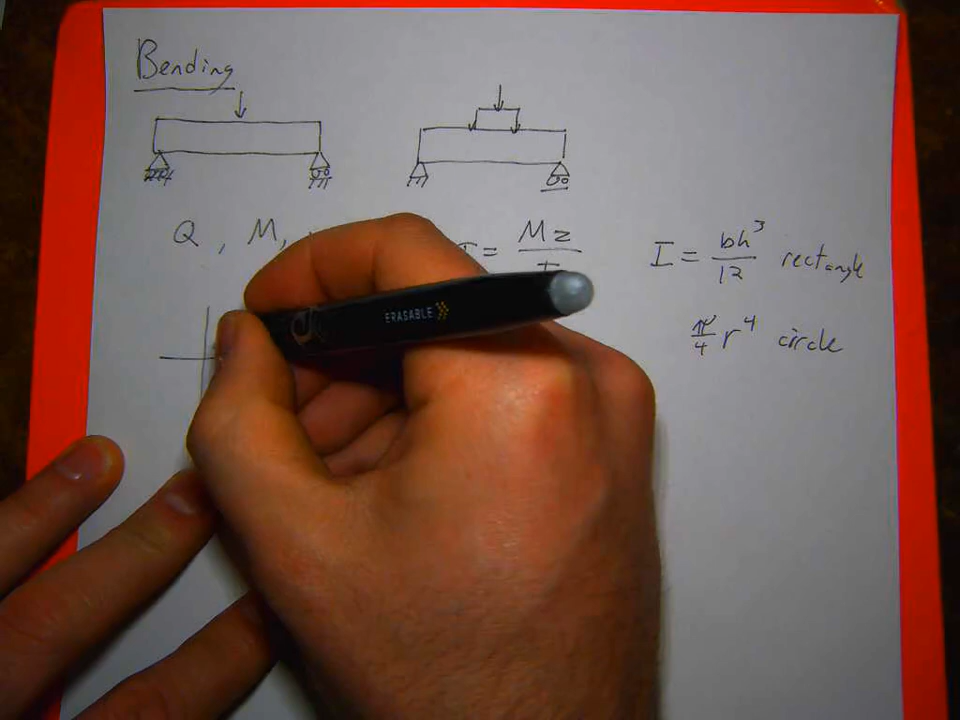 Bending
Q , M,
= Mz / I
I = bh³/12 rectangle
π/4 r⁴ circle
ERASABLE